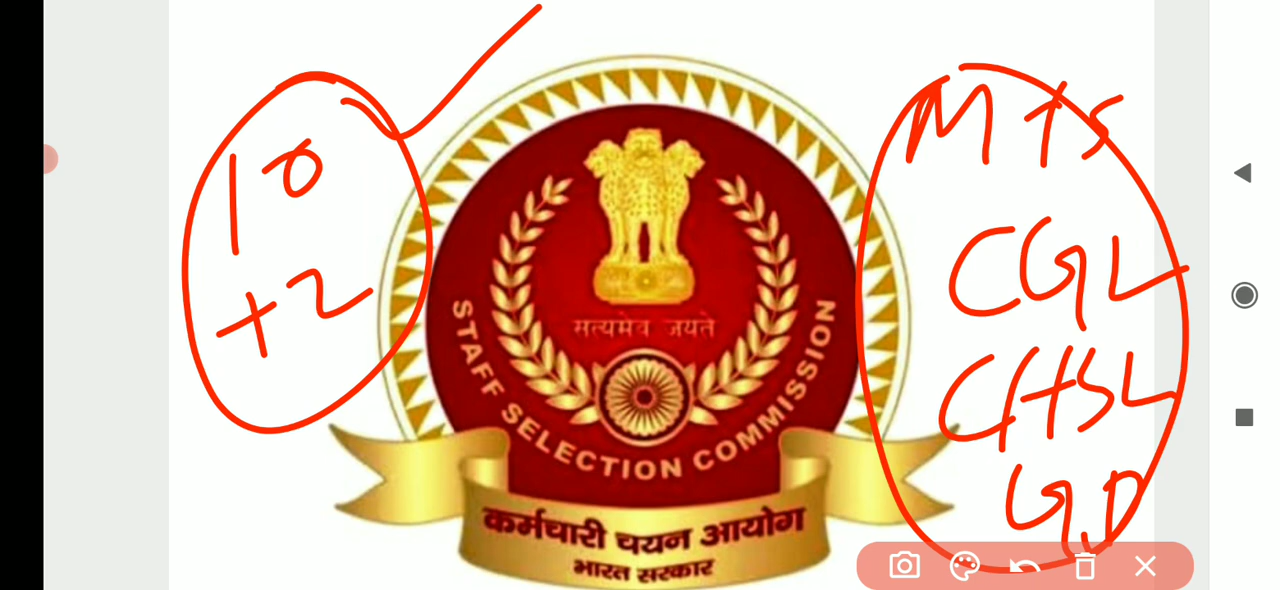 10
+2
MTS
CGL
CHSL
GD
सत्यमेव जयते
STAFF SELECTION COMMISSION
कर्मचारी चयन आयोग
भारत सरकार